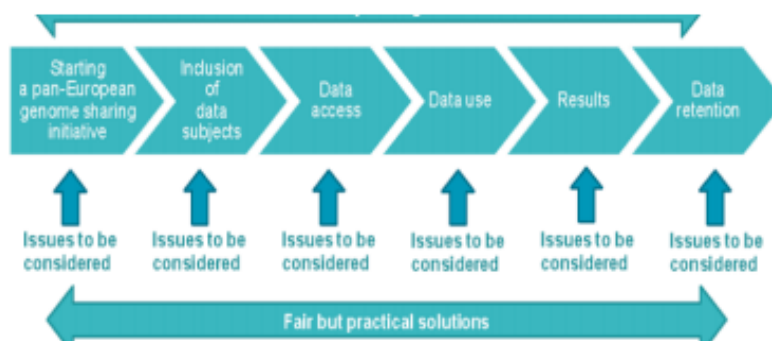 Starting
a pan-European
genome sharing
initiative
Inclusion
of
data
subjects
Data
access
Data use
Results
Data
retention
Issues to be
considered
Issues to be
considered
Issues to be
considered
Issues to be
considered
Issues to be
considered
Issues to be
considered
Fair but practical solutions